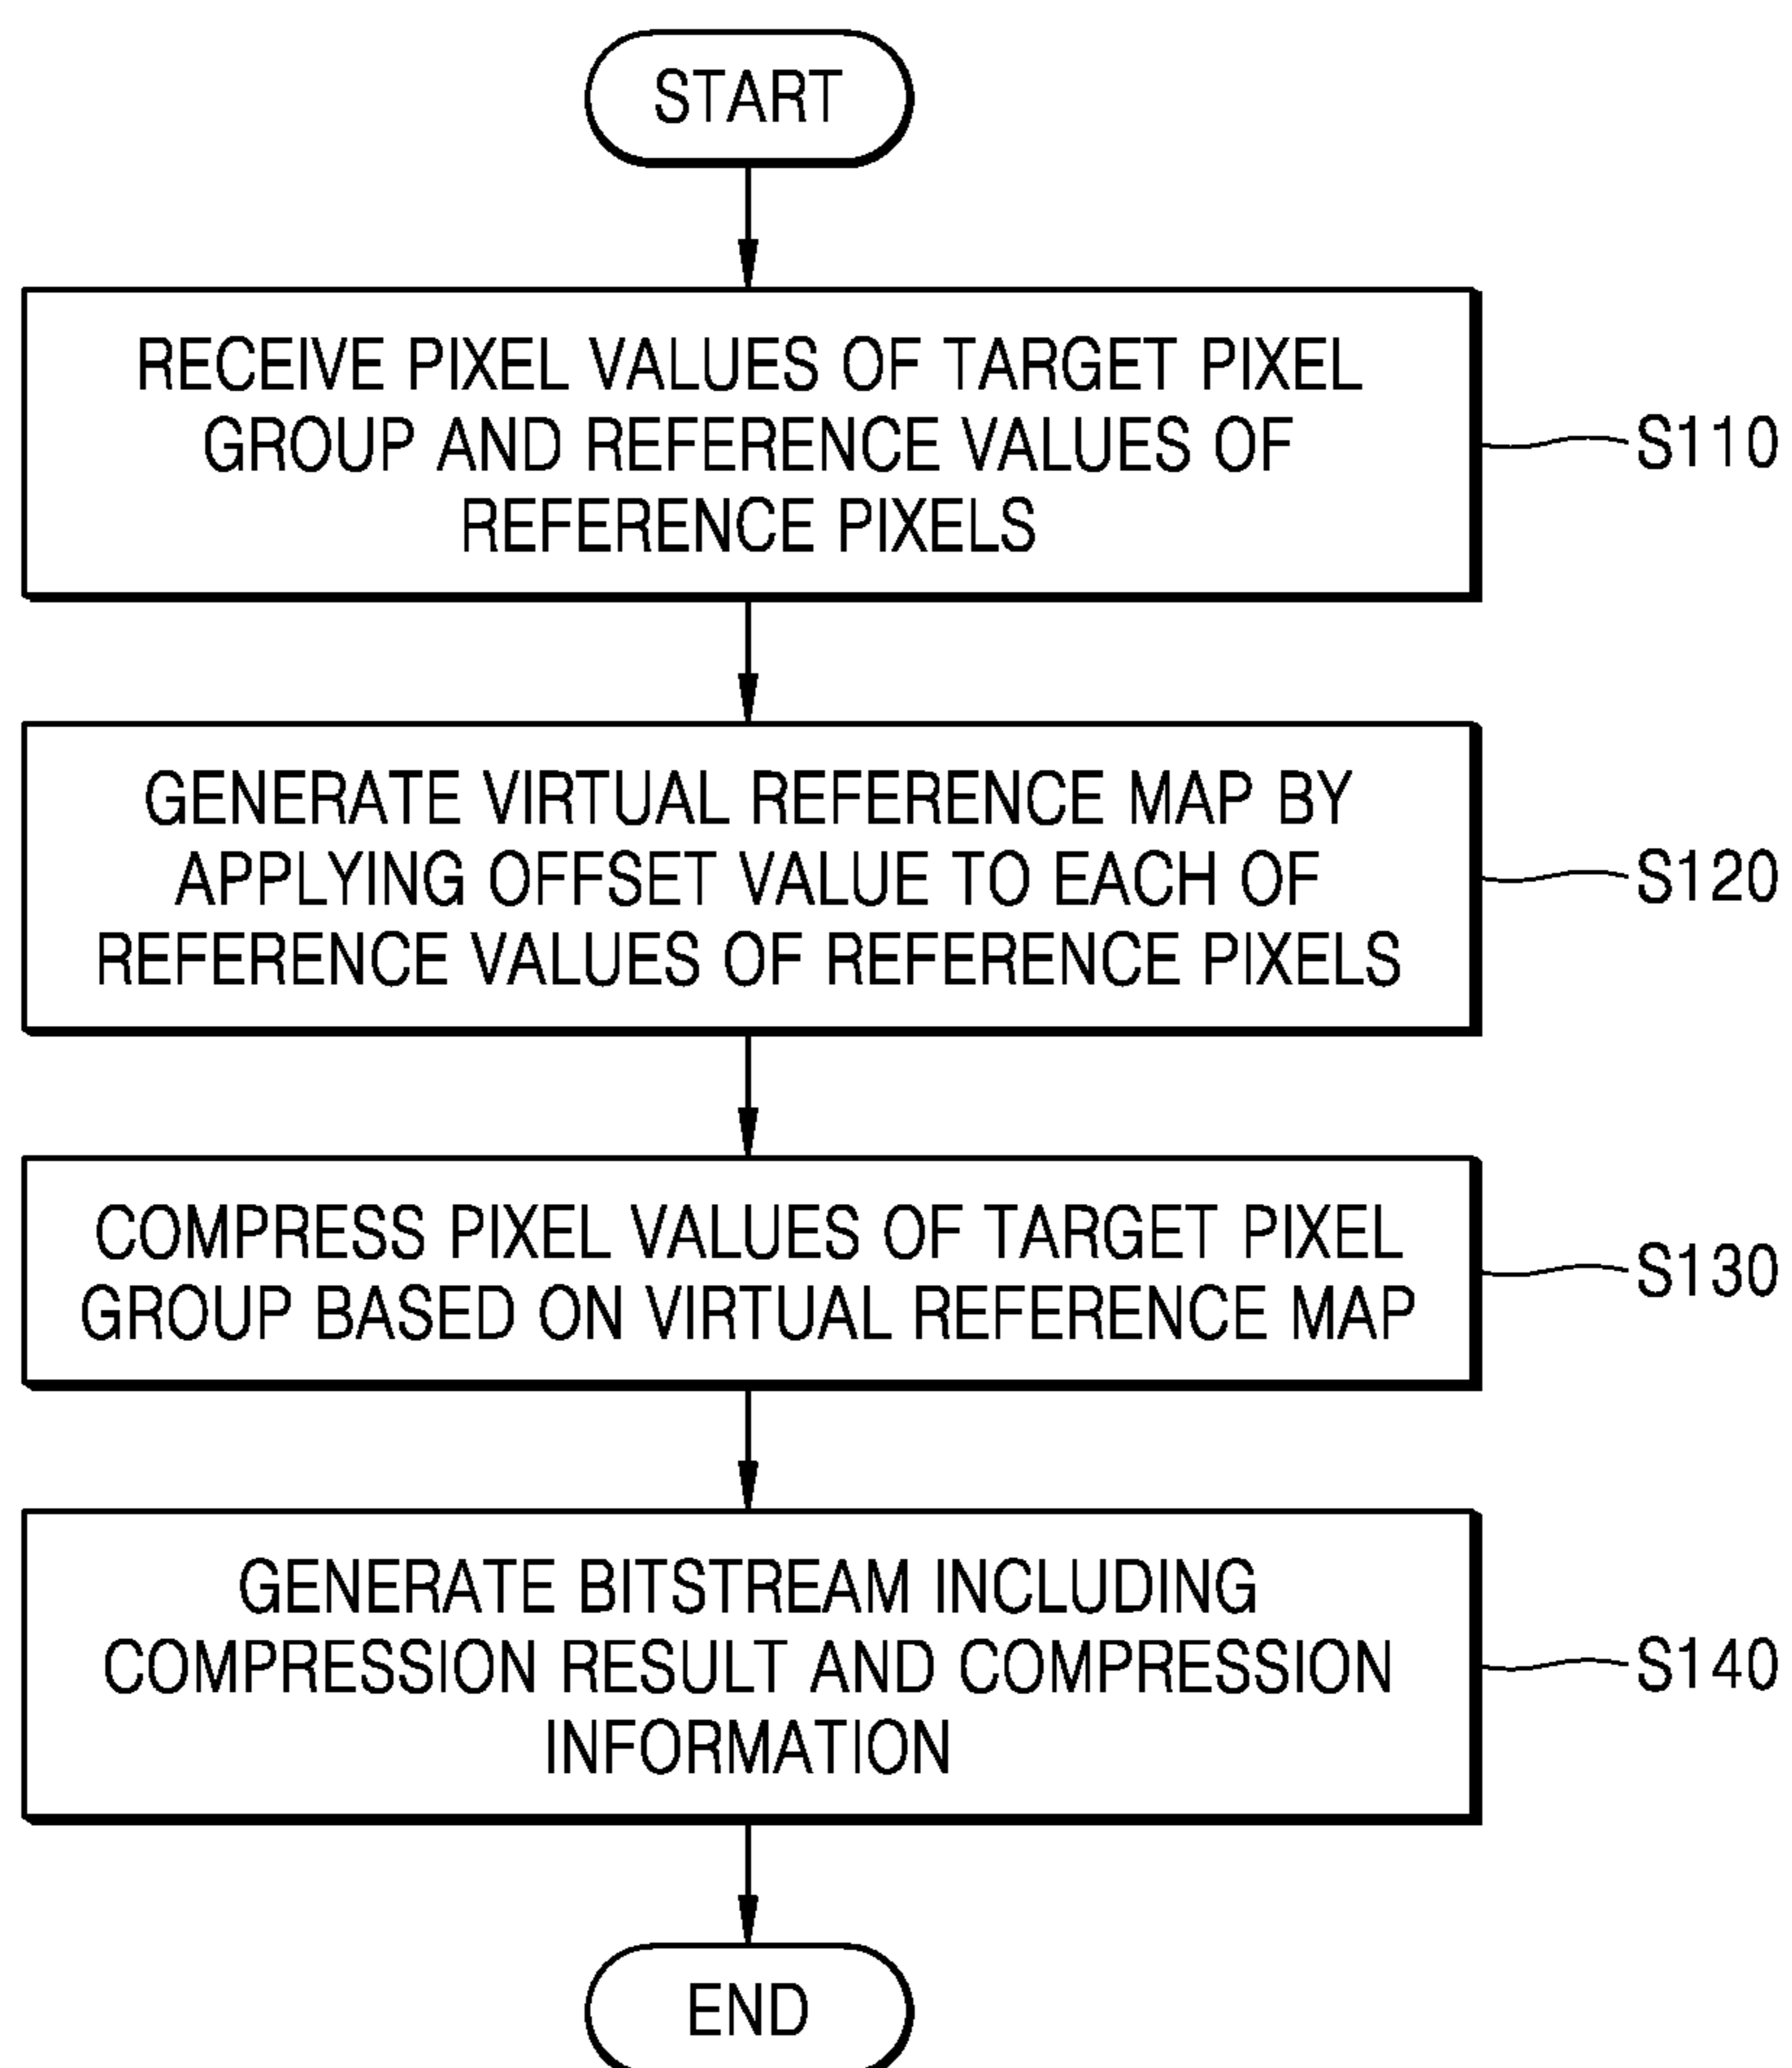 START
RECEIVE PIXEL VALUES OF TARGET PIXEL
GROUP AND REFERENCE VALUES OF
REFERENCE PIXELS
S110
GENERATE VIRTUAL REFERENCE MAP BY
APPLYING OFFSET VALUE TO EACH OF
REFERENCE VALUES OF REFERENCE PIXELS
S120
COMPRESS PIXEL VALUES OF TARGET PIXEL
GROUP BASED ON VIRTUAL REFERENCE MAP
S130
GENERATE BITSTREAM INCLUDING
COMPRESSION RESULT AND COMPRESSION
INFORMATION
S140
END